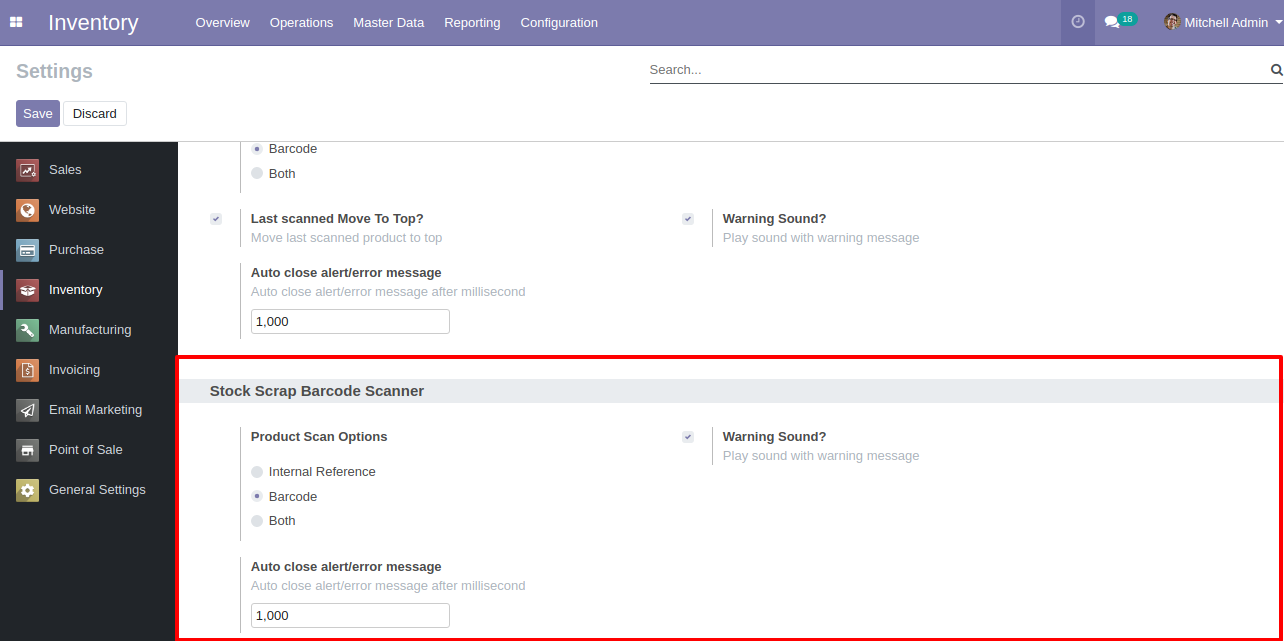 Inventory Overview Operations Master Data Reporting Configuration 18 Mitchell Admin
Settings Search...
Save Discard
Barcode
Sales
Both
Website
Last scanned Move To Top? Warning Sound?
Move last scanned product to top Play sound with warning message
Purchase
Auto close alert/error message
Inventory Auto close alert/error message after millisecond
1,000
Manufacturing
Invoicing
Stock Scrap Barcode Scanner
Email Marketing
Product Scan Options Warning Sound?
Point of Sale Play sound with warning message
Internal Reference
General Settings
Barcode
Both
Auto close alert/error message
Auto close alert/error message after millisecond
1,000